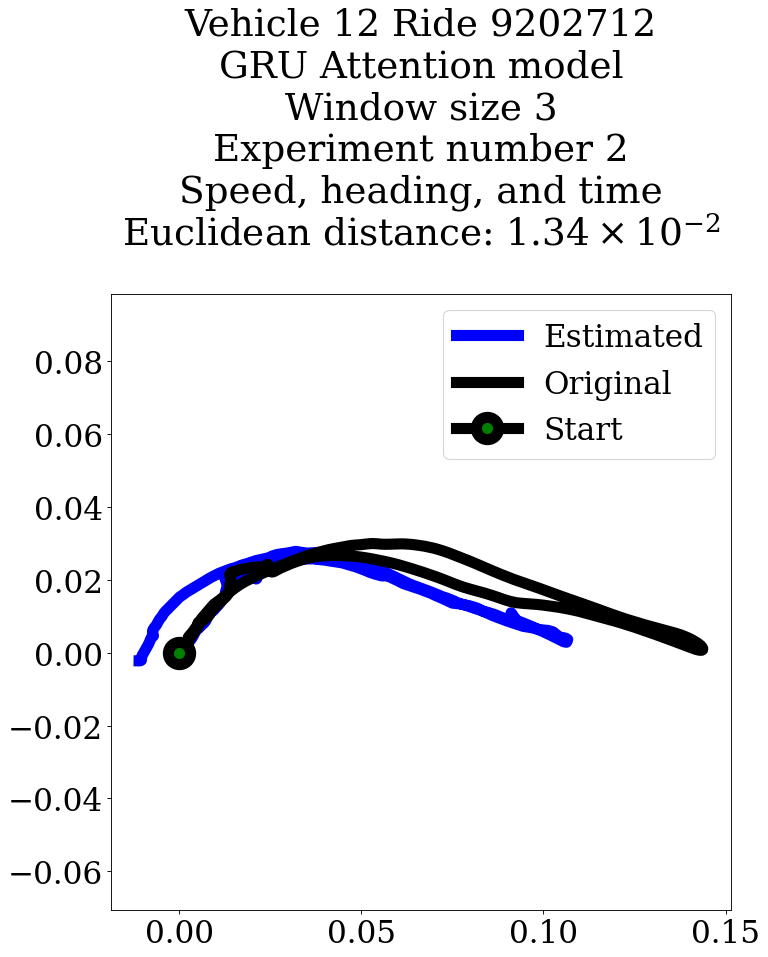 Vehicle 12 Ride 9202712
GRU Attention model
Window size 3
Experiment number 2
Speed, heading, and time
Euclidean distance: 1.34 × 10⁻²
Estimated
Original
Start
0.08
0.06
0.04
0.02
0.00
−0.02
−0.04
−0.06
0.00 0.05 0.10 0.15